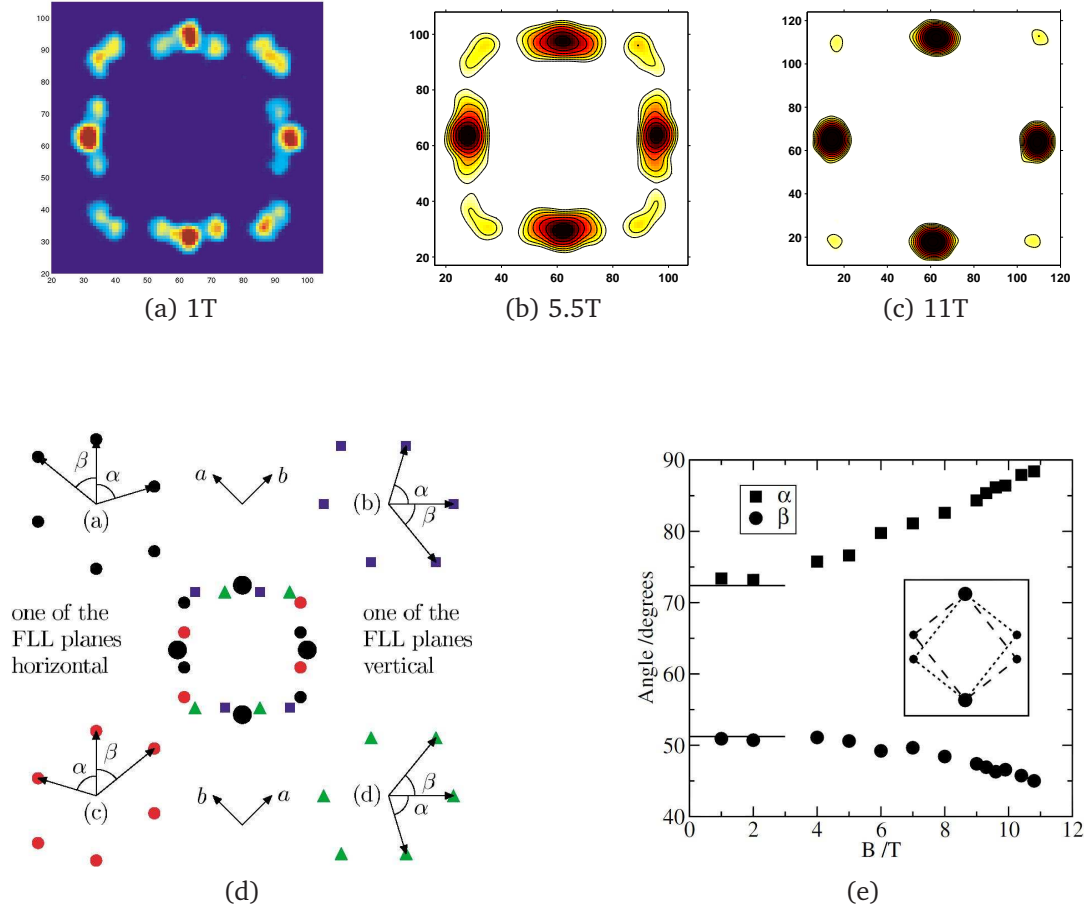 100
90
80
70
60
50
40
30
20
20 30 40 50 60 70 80 90 100
(a) 1T
100
80
60
40
20
20 40 60 80 100
(b) 5.5T
120
100
80
60
40
20
20 40 60 80 100 120
(c) 11T
β α
(a)
a b
α
(b)
β
one of the
FLL planes
horizontal
one of the
FLL planes
vertical
α β
(c)
b a
β
(d)
α
(d)
90
80
70
60
50
40
Angle /degrees
α
β
0 2 4 6 8 10 12
B /T
(e)